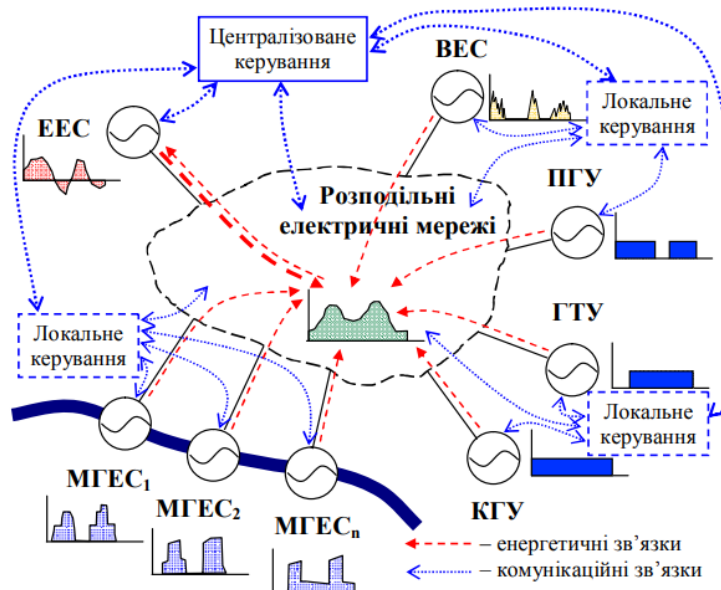 Централізоване
керування
ВЕС
ЕЕС
Локальне
керування
ПГУ
Розподільні
електричні мережі
ГТУ
Локальне
керування
Локальне
керування
МГЕС₁
МГЕС₂
МГЕСₙ
КГУ
– енергетичні зв’язки
– комунікаційні зв’язки